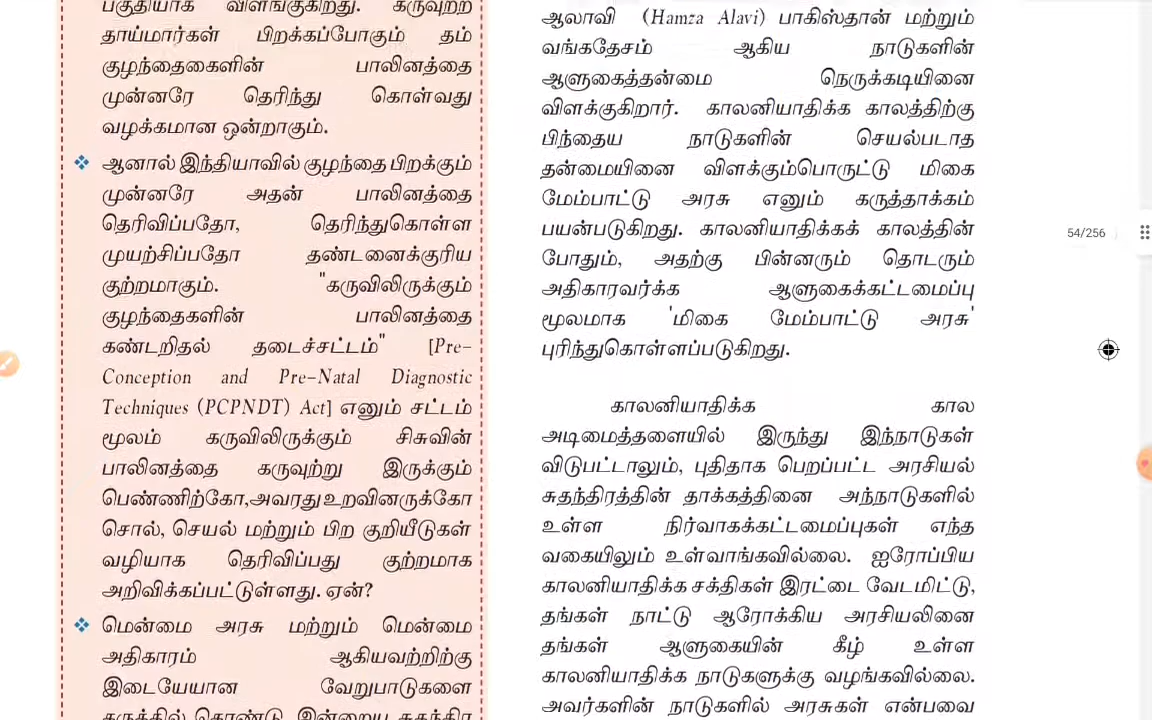 பகுதியாக விளங்குகிறது. கருவுற்ற
தாய்மார்கள் பிறக்கப்போகும் தம்
குழந்தைகைளின் பாலினத்தை
முன்னரே தெரிந்து கொள்வது
வழக்கமான ஒன்றாகும்.
❖ ஆனால் இந்தியாவில் குழந்தை பிறக்கும்
முன்னரே அதன் பாலினத்தை
தெரிவிப்பதோ, தெரிந்துகொள்ள
முயற்சிப்பதோ தண்டனைக்குரிய
குற்றமாகும். "கருவிலிருக்கும்
குழந்தைகளின் பாலினத்தை
கண்டறிதல் தடைச்சட்டம்" [Pre-
Conception and Pre-Natal Diagnostic
Techniques (PCPNDT) Act] எனும் சட்டம்
மூலம் கருவிலிருக்கும் சிசுவின்
பாலினத்தை கருவுற்று இருக்கும்
பெண்ணிற்கோ,அவரது உறவினருக்கோ
சொல், செயல் மற்றும் பிற குறியீடுகள்
வழியாக தெரிவிப்பது குற்றமாக
அறிவிக்கப்பட்டுள்ளது. ஏன்?
❖ மென்மை அரசு மற்றும் மென்மை
அதிகாரம் ஆகியவற்றிற்கு
இடையேயான வேறுபாடுகளை
கருத்தில் கொண்டு இன்றைய சுதந்திர
ஆலாவி (Hamza Alavi) பாகிஸ்தான் மற்றும்
வங்கதேசம் ஆகிய நாடுகளின்
ஆளுகைத்தன்மை நெருக்கடியினை
விளக்குகிறார். காலனியாதிக்க காலத்திற்கு
பிந்தைய நாடுகளின் செயல்படாத
தன்மையினை விளக்கும்பொருட்டு மிகை
மேம்பாட்டு அரசு எனும் கருத்தாக்கம்
பயன்படுகிறது. காலனியாதிக்கக் காலத்தின்
போதும், அதற்கு பின்னரும் தொடரும்
அதிகாரவர்க்க ஆளுகைக்கட்டமைப்பு
மூலமாக 'மிகை மேம்பாட்டு அரசு'
புரிந்துகொள்ளப்படுகிறது.
காலனியாதிக்க கால
அடிமைத்தளையில் இருந்து இந்நாடுகள்
விடுபட்டாலும், புதிதாக பெறப்பட்ட அரசியல்
சுதந்திரத்தின் தாக்கத்தினை அந்நாடுகளில்
உள்ள நிர்வாகக்கட்டமைப்புகள் எந்த
வகையிலும் உள்வாங்கவில்லை. ஐரோப்பிய
காலனியாதிக்க சக்திகள் இரட்டை வேடமிட்டு,
தங்கள் நாட்டு ஆரோக்கிய அரசியலினை
தங்கள் ஆளுகையின் கீழ் உள்ள
காலனியாதிக்க நாடுகளுக்கு வழங்கவில்லை.
அவர்களின் நாடுகளில் அரசுகள் என்பவை
54/256